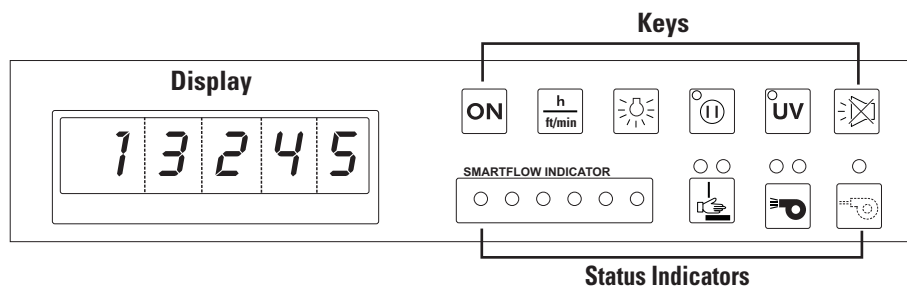 Keys
Display
ON
h
ft/min
UV
13245
SMARTFLOW INDICATOR
Status Indicators